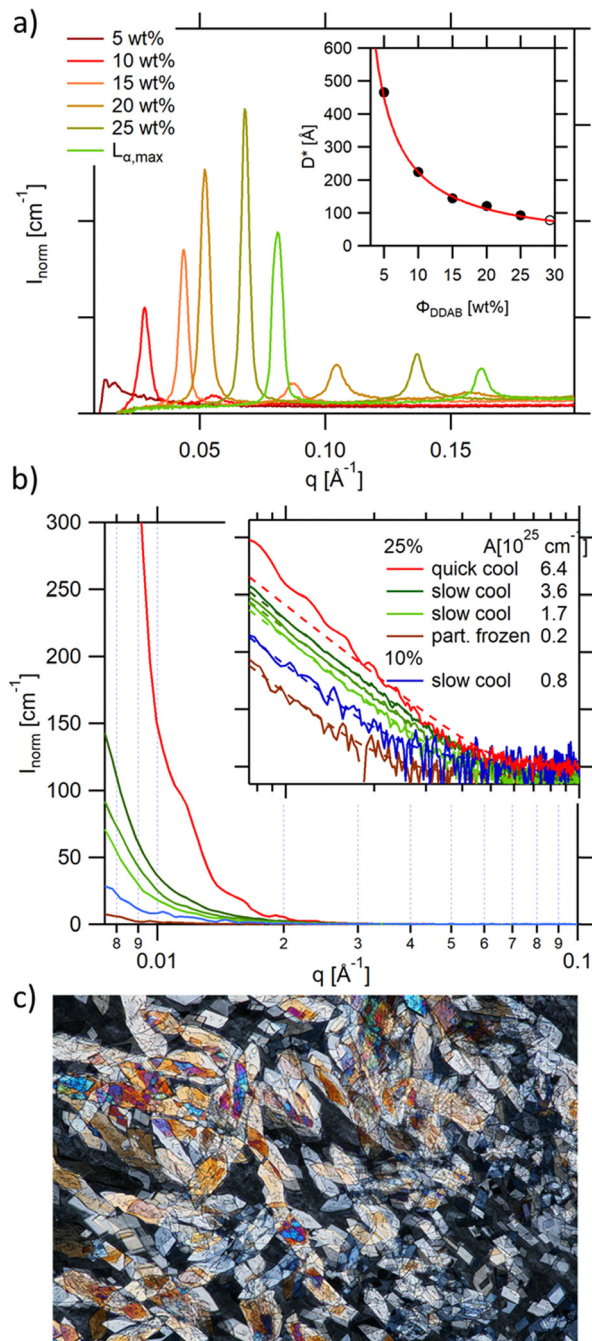 a)
5 wt%
10 wt%
15 wt%
20 wt%
25 wt%
Lα,max
Inorm [cm-1]
0.05 0.10 0.15
q [Å-1]
600
500
400
300
200
100
0
D* [Å]
5 10 15 20 25 30
ΦDDAB [wt%]
b)
300
250
200
150
100
50
0
Inorm [cm-1]
25% A[10^25 cm-1]
quick cool 6.4
slow cool 3.6
slow cool 1.7
part. frozen 0.2
10%
slow cool 0.8
8 9 0.01 2 3 4 5 6 7 8 9 0.1
q [Å-1]
c)